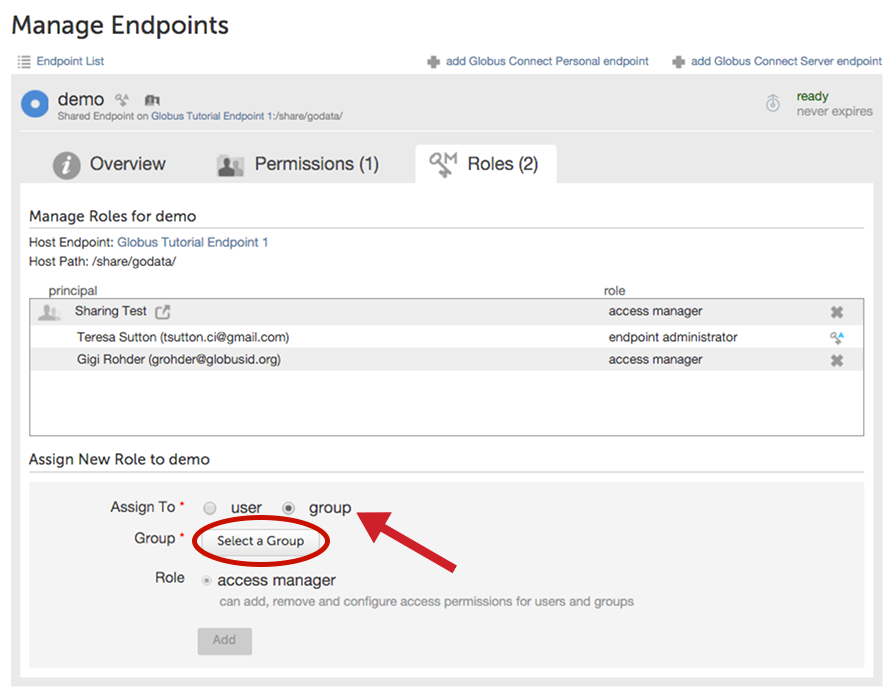 Manage Endpoints
Endpoint List add Globus Connect Personal endpoint add Globus Connect Server endpoint
demo ready
Shared Endpoint on Globus Tutorial Endpoint 1:/share/godata/ never expires
Overview Permissions (1) Roles (2)
Manage Roles for demo
Host Endpoint: Globus Tutorial Endpoint 1
Host Path: /share/godata/
principal role
Sharing Test access manager
Teresa Sutton (tsutton.ci@gmail.com) endpoint administrator
Gigi Rohder (grohder@globusid.org) access manager
Assign New Role to demo
Assign To * user group
Group * Select a Group
Role access manager
can add, remove and configure access permissions for users and groups
Add